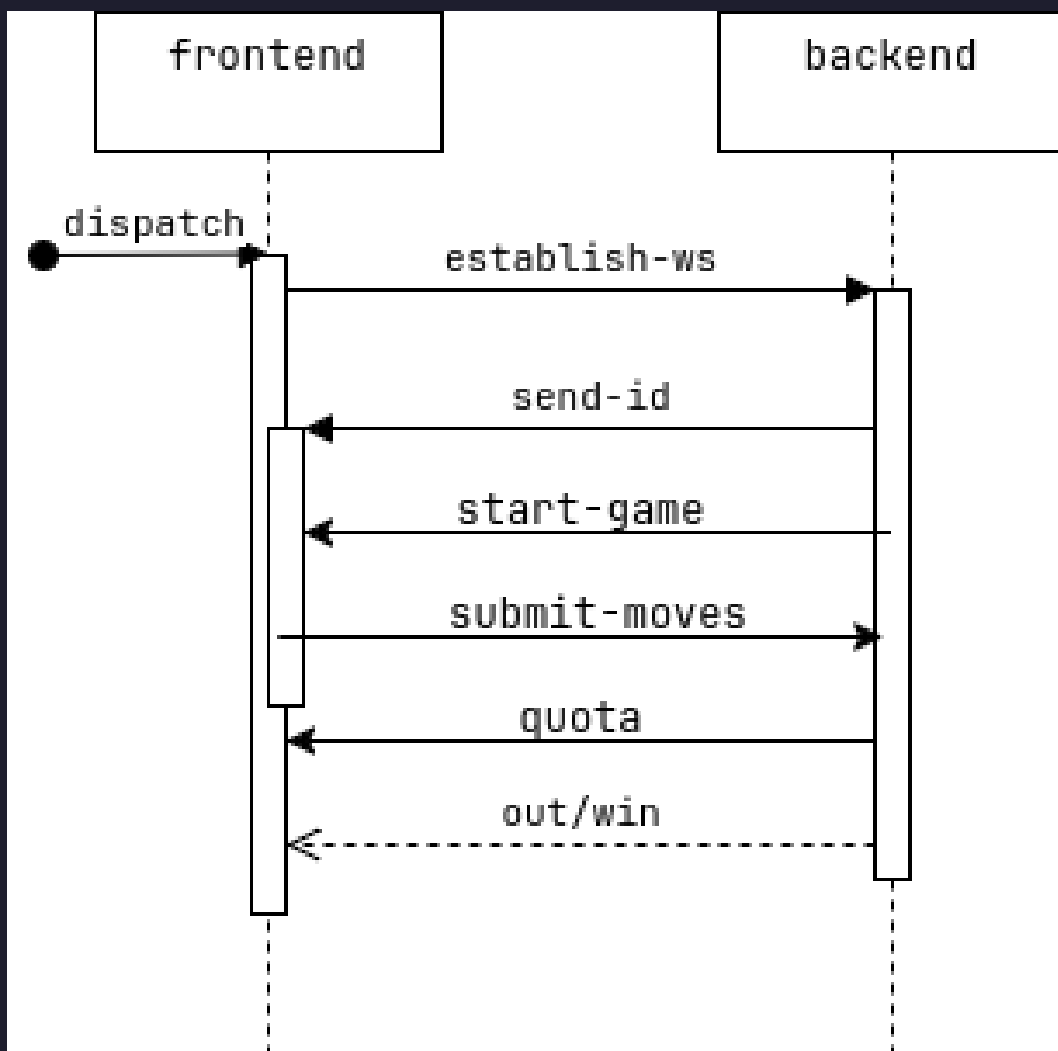 frontend
backend
dispatch
establish-ws
send-id
start-game
submit-moves
quota
out/win